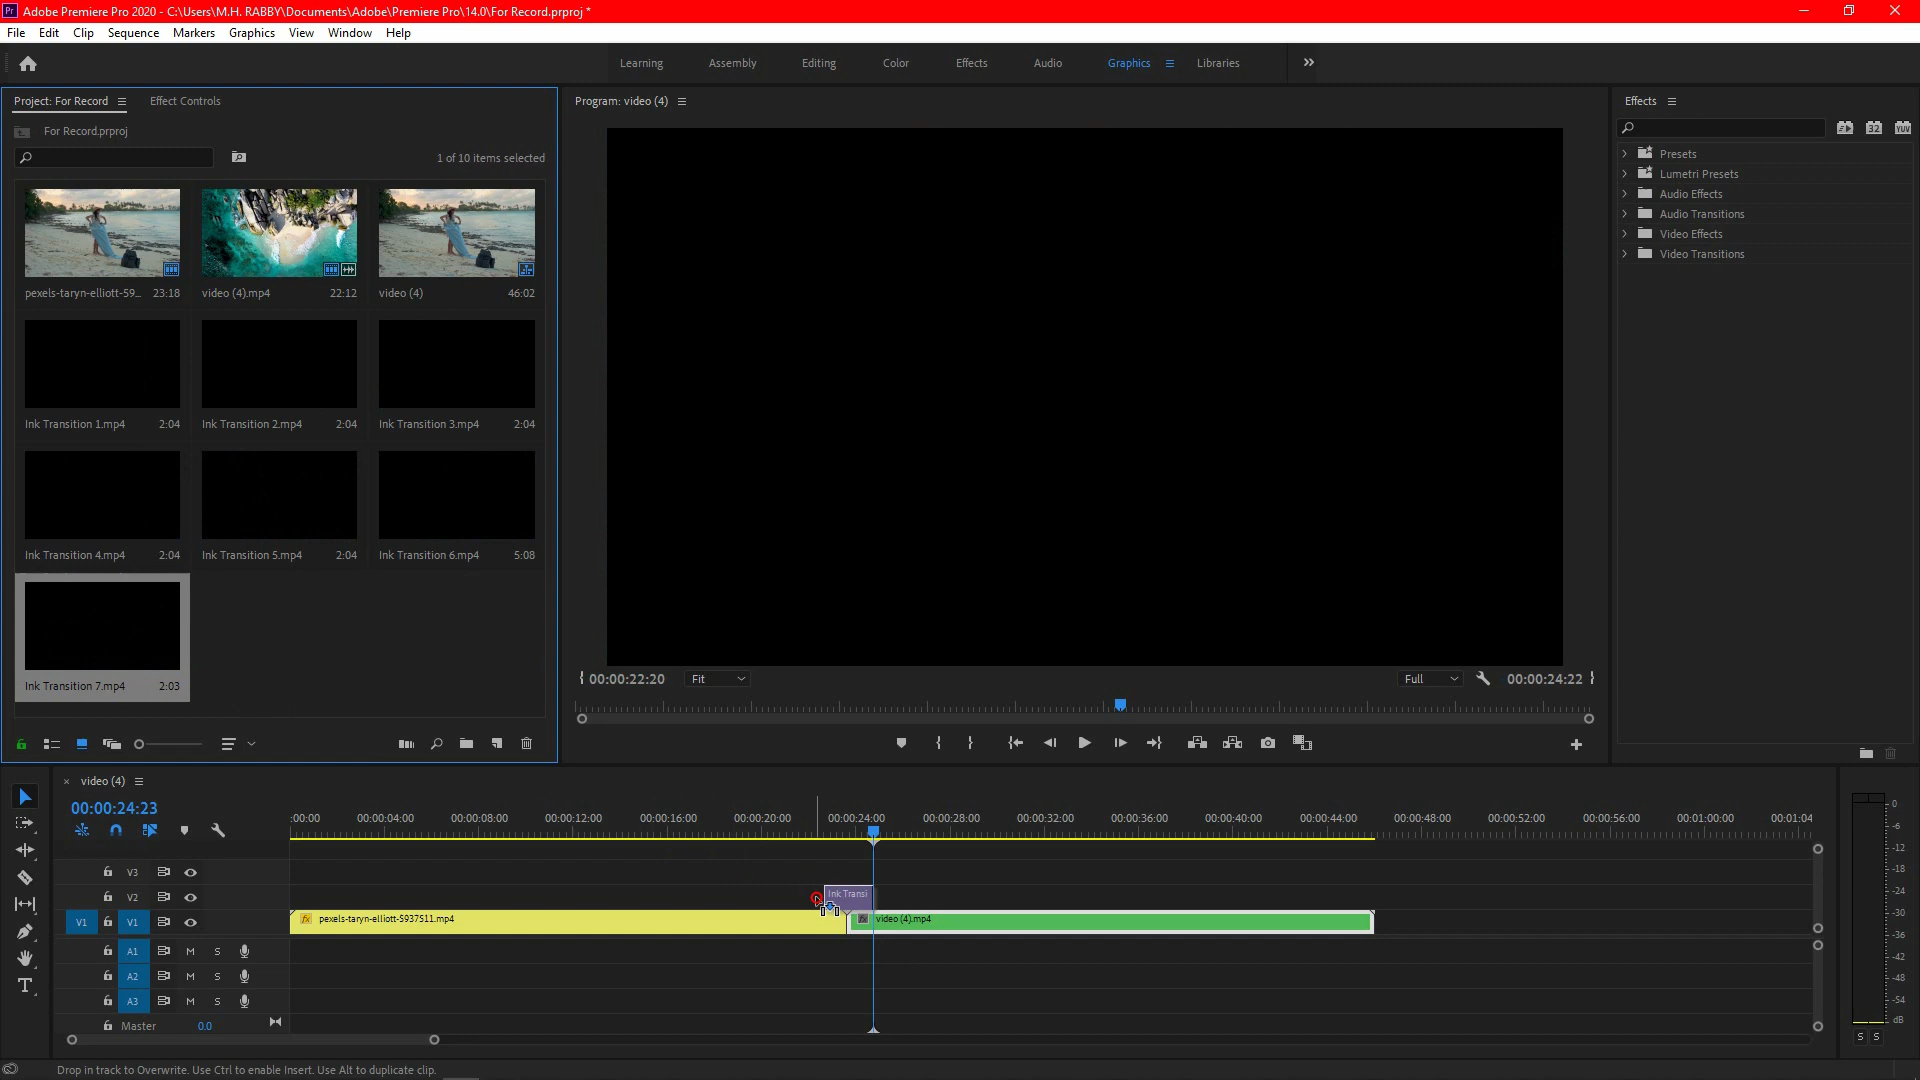 Pr Adobe Premiere Pro 2020 - C:\Users\M.H. RABBY\Documents\Adobe\Premiere Pro\14.0\For Record.prproj *
File Edit Clip Sequence Markers Graphics View Window Help
Learning Assembly Editing Color Effects Audio Graphics Libraries
Project: For Record Effect Controls
For Record.prproj
1 of 10 items selected
pexels-taryn-elliott-59... 23:18 video (4).mp4 22:12 video (4) 46:02
Ink Transition 1.mp4 2:04 Ink Transition 2.mp4 2:04 Ink Transition 3.mp4 2:04
Ink Transition 4.mp4 2:04 Ink Transition 5.mp4 2:04 Ink Transition 6.mp4 5:08
Ink Transition 7.mp4 2:03
Program: video (4)
00:00:22:20 Fit Full 00:00:24:22
Effects
32 YUV
Presets
Lumetri Presets
Audio Effects
Audio Transitions
Video Effects
Video Transitions
video (4)
00:00:24:23
:00:00 00:00:04:00 00:00:08:00 00:00:12:00 00:00:16:00 00:00:20:00 00:00:24:00 00:00:28:00 00:00:32:00 00:00:36:00 00:00:40:00 00:00:44:00 00:00:48:00 00:00:52:00 00:00:56:00 00:01:00:00 00:01:04
V3
V2 Ink Transi
V1 V1 fx pexels-taryn-elliott-5937511.mp4 fx video (4).mp4
A1 M S
A2 M S
A3 M S
Master 0.0
0
-6
-12
-18
-24
-30
-36
-42
-48
-54
dB
S S
Drop in track to Overwrite. Use Ctrl to enable Insert. Use Alt to duplicate clip.